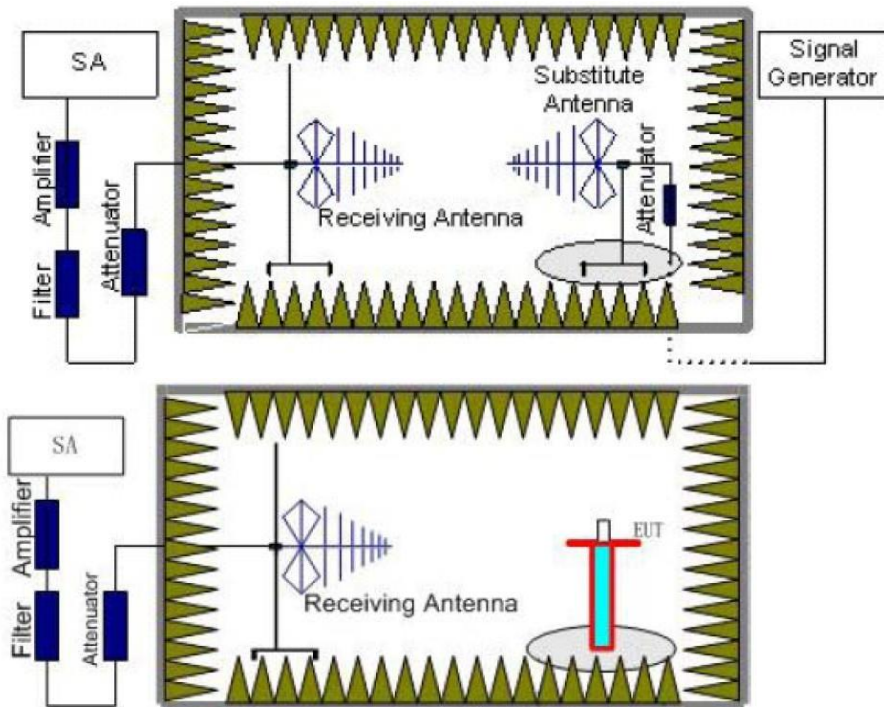 SA
Amplifier
Filter
Attenuator
Receiving Antenna
Substitute
Antenna
Attenuator
Signal
Generator
SA
Amplifier
Filter
Attenuator
Receiving Antenna
EUT